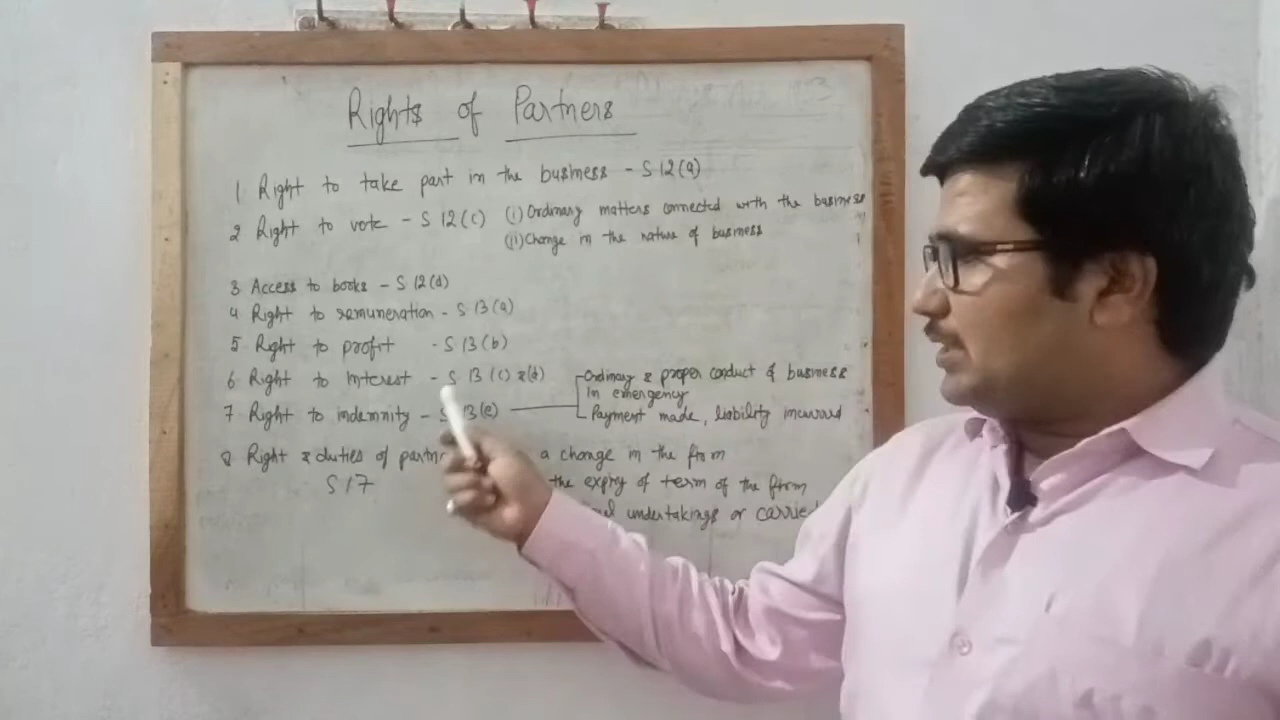 Rights of Partners
1 Right to take part in the business - S 12(a)
2 Right to vote - S 12(c) (i) Ordinary matters connected with the business
(ii) Change in the nature of business
3 Access to books - S 12(d)
4 Right to remuneration - S 13(a)
5 Right to profit - S 13(b)
6 Right to interest - S 13(c) &(d) Ordinary & proper conduct of business
In emergency
7 Right to indemnity - S 13(e) Payment made, liability incurred
8 Right & duties of a change in the firm
S 17 the expiry of term of the firm
undertakings or carried